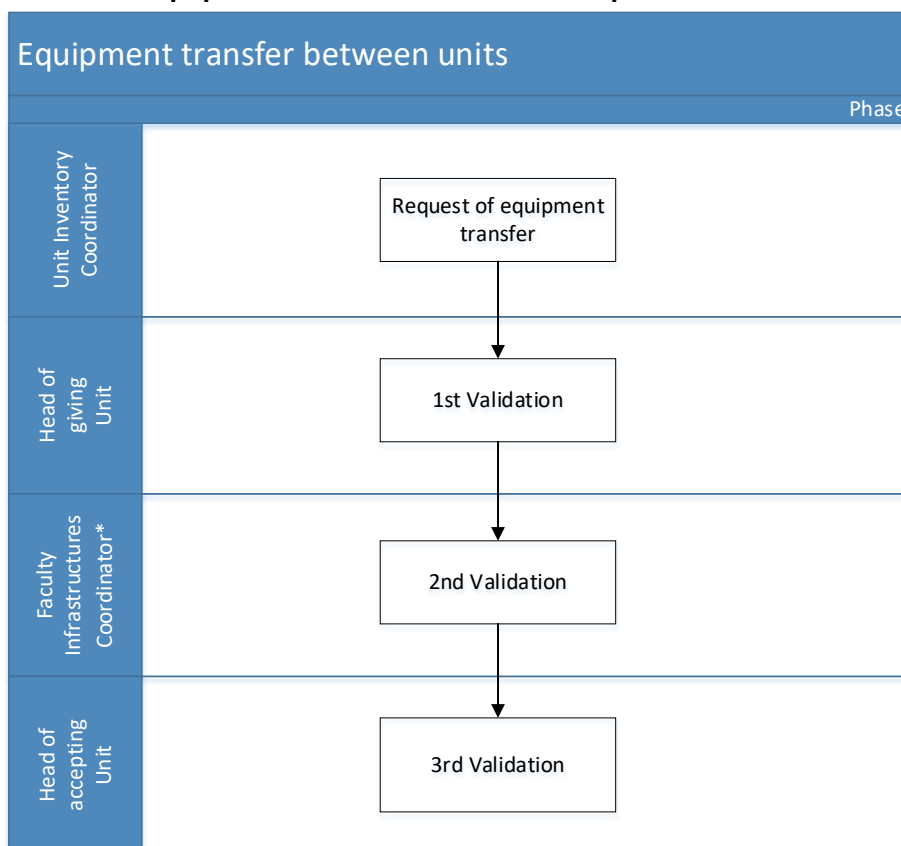 Equipment transfer between units
Phase
Unit Inventory
Coordinator
Request of equipment
transfer
Head of
giving
Unit
1st Validation
Faculty
Infrastructures
Coordinator*
2nd Validation
Head of
accepting
Unit
3rd Validation